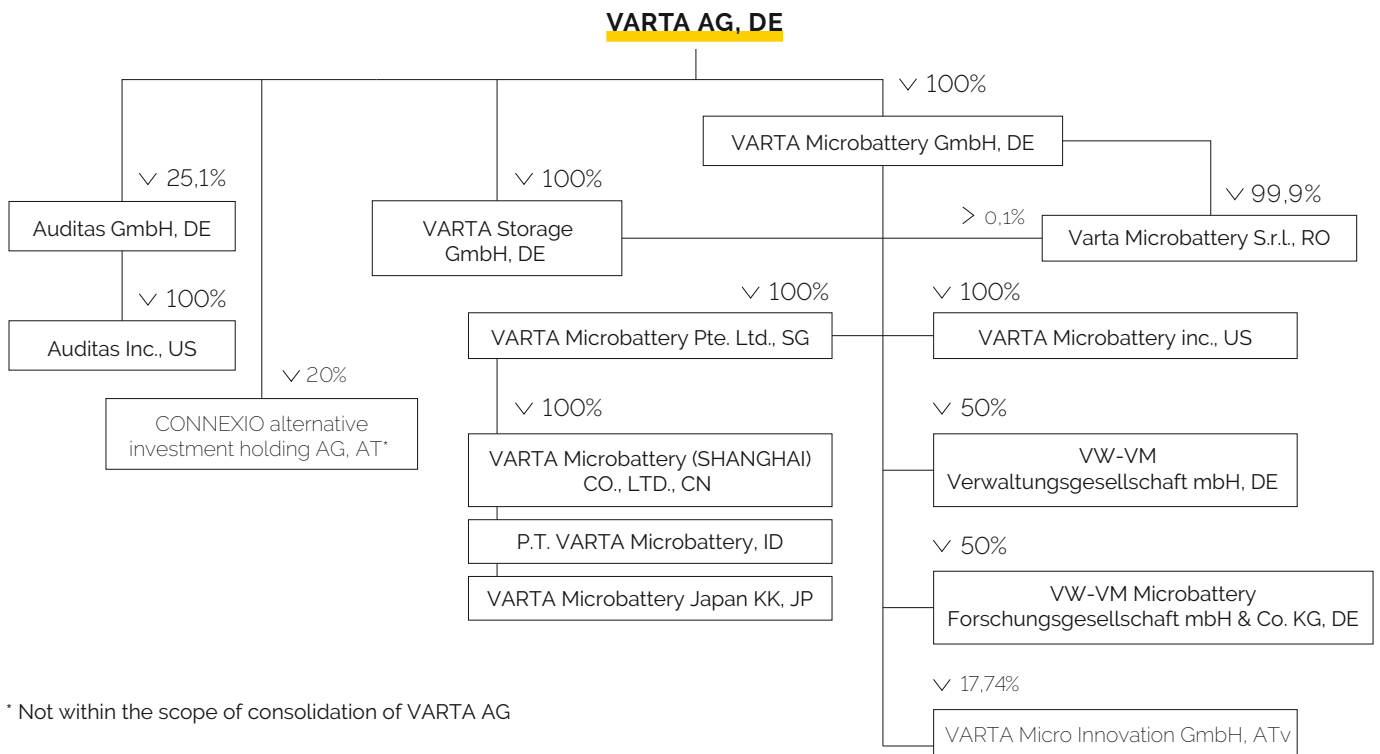 VARTA AG, DE
100%
VARTA Microbattery GmbH, DE
25,1%
100%
99,9%
Auditas GmbH, DE
VARTA Storage
GmbH, DE
> 0,1%
Varta Microbattery S.r.l., RO
100%
Auditas Inc., US
100%
100%
VARTA Microbattery Pte. Ltd., SG
VARTA Microbattery inc., US
20%
CONNEXIO alternative
investment holding AG, AT*
100%
VARTA Microbattery (SHANGHAI)
CO., LTD., CN
P.T. VARTA Microbattery, ID
VARTA Microbattery Japan KK, JP
50%
VW-VM
Verwaltungsgesellschaft mbH, DE
50%
VW-VM Microbattery
Forschungsgesellschaft mbH & Co. KG, DE
17,74%
VARTA Micro Innovation GmbH, ATv
* Not within the scope of consolidation of VARTA AG